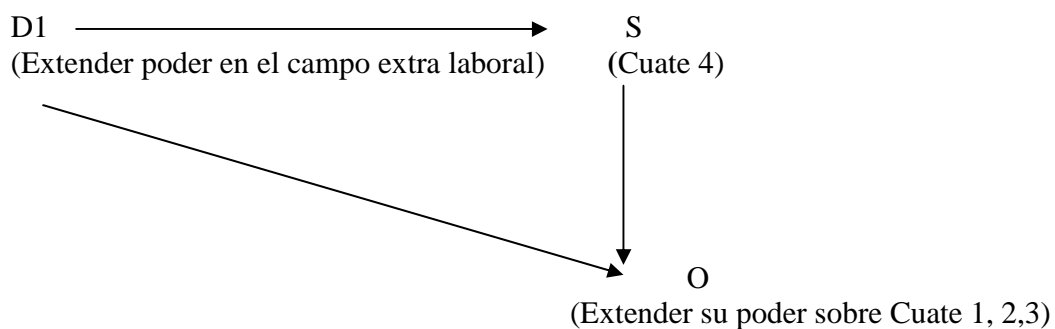 D1 S
(Extender poder en el campo extra laboral) (Cuate 4)
O
(Extender su poder sobre Cuate 1, 2,3)